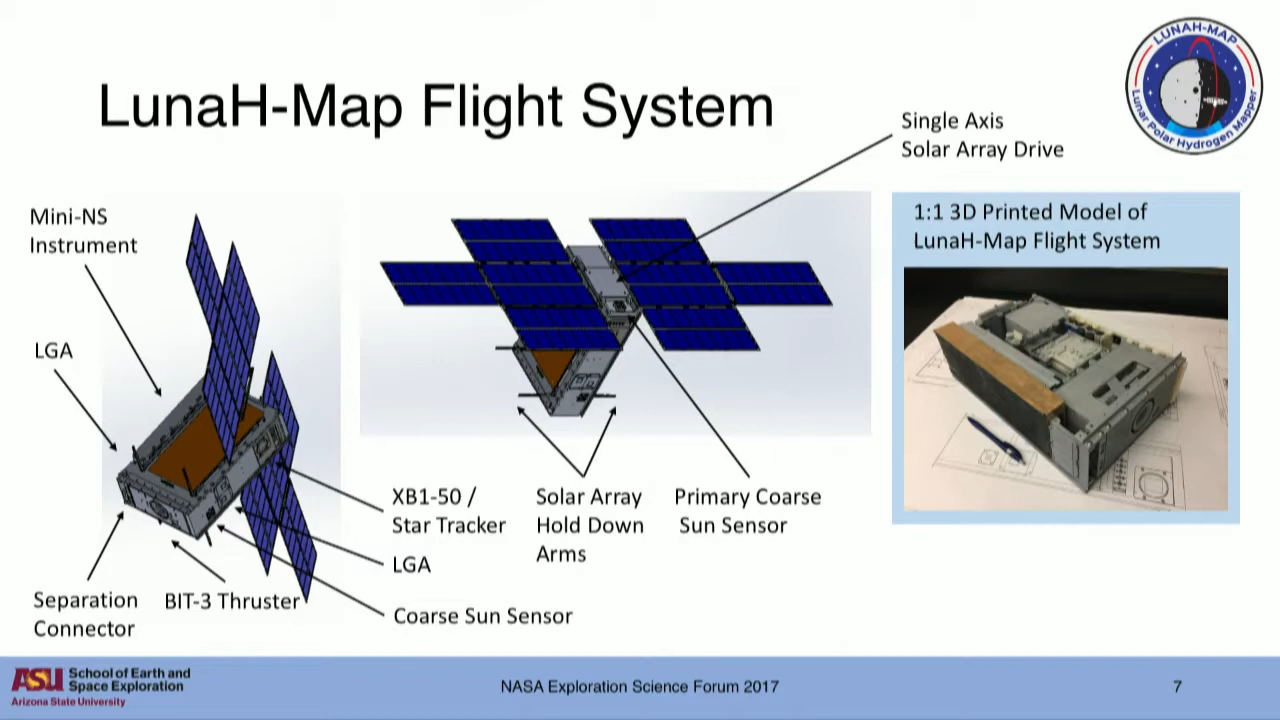 LunaH-Map Flight System
LUNAH-MAP
Lunar Polar Hydrogen Mapper
Single Axis
Solar Array Drive
Mini-NS
Instrument
LGA
1:1 3D Printed Model of
LunaH-Map Flight System
XB1-50 /
Star Tracker
Solar Array
Hold Down
Arms
Primary Coarse
Sun Sensor
LGA
Separation
Connector
BIT-3 Thruster
Coarse Sun Sensor
ASU School of Earth and
Space Exploration
Arizona State University
NASA Exploration Science Forum 2017
7